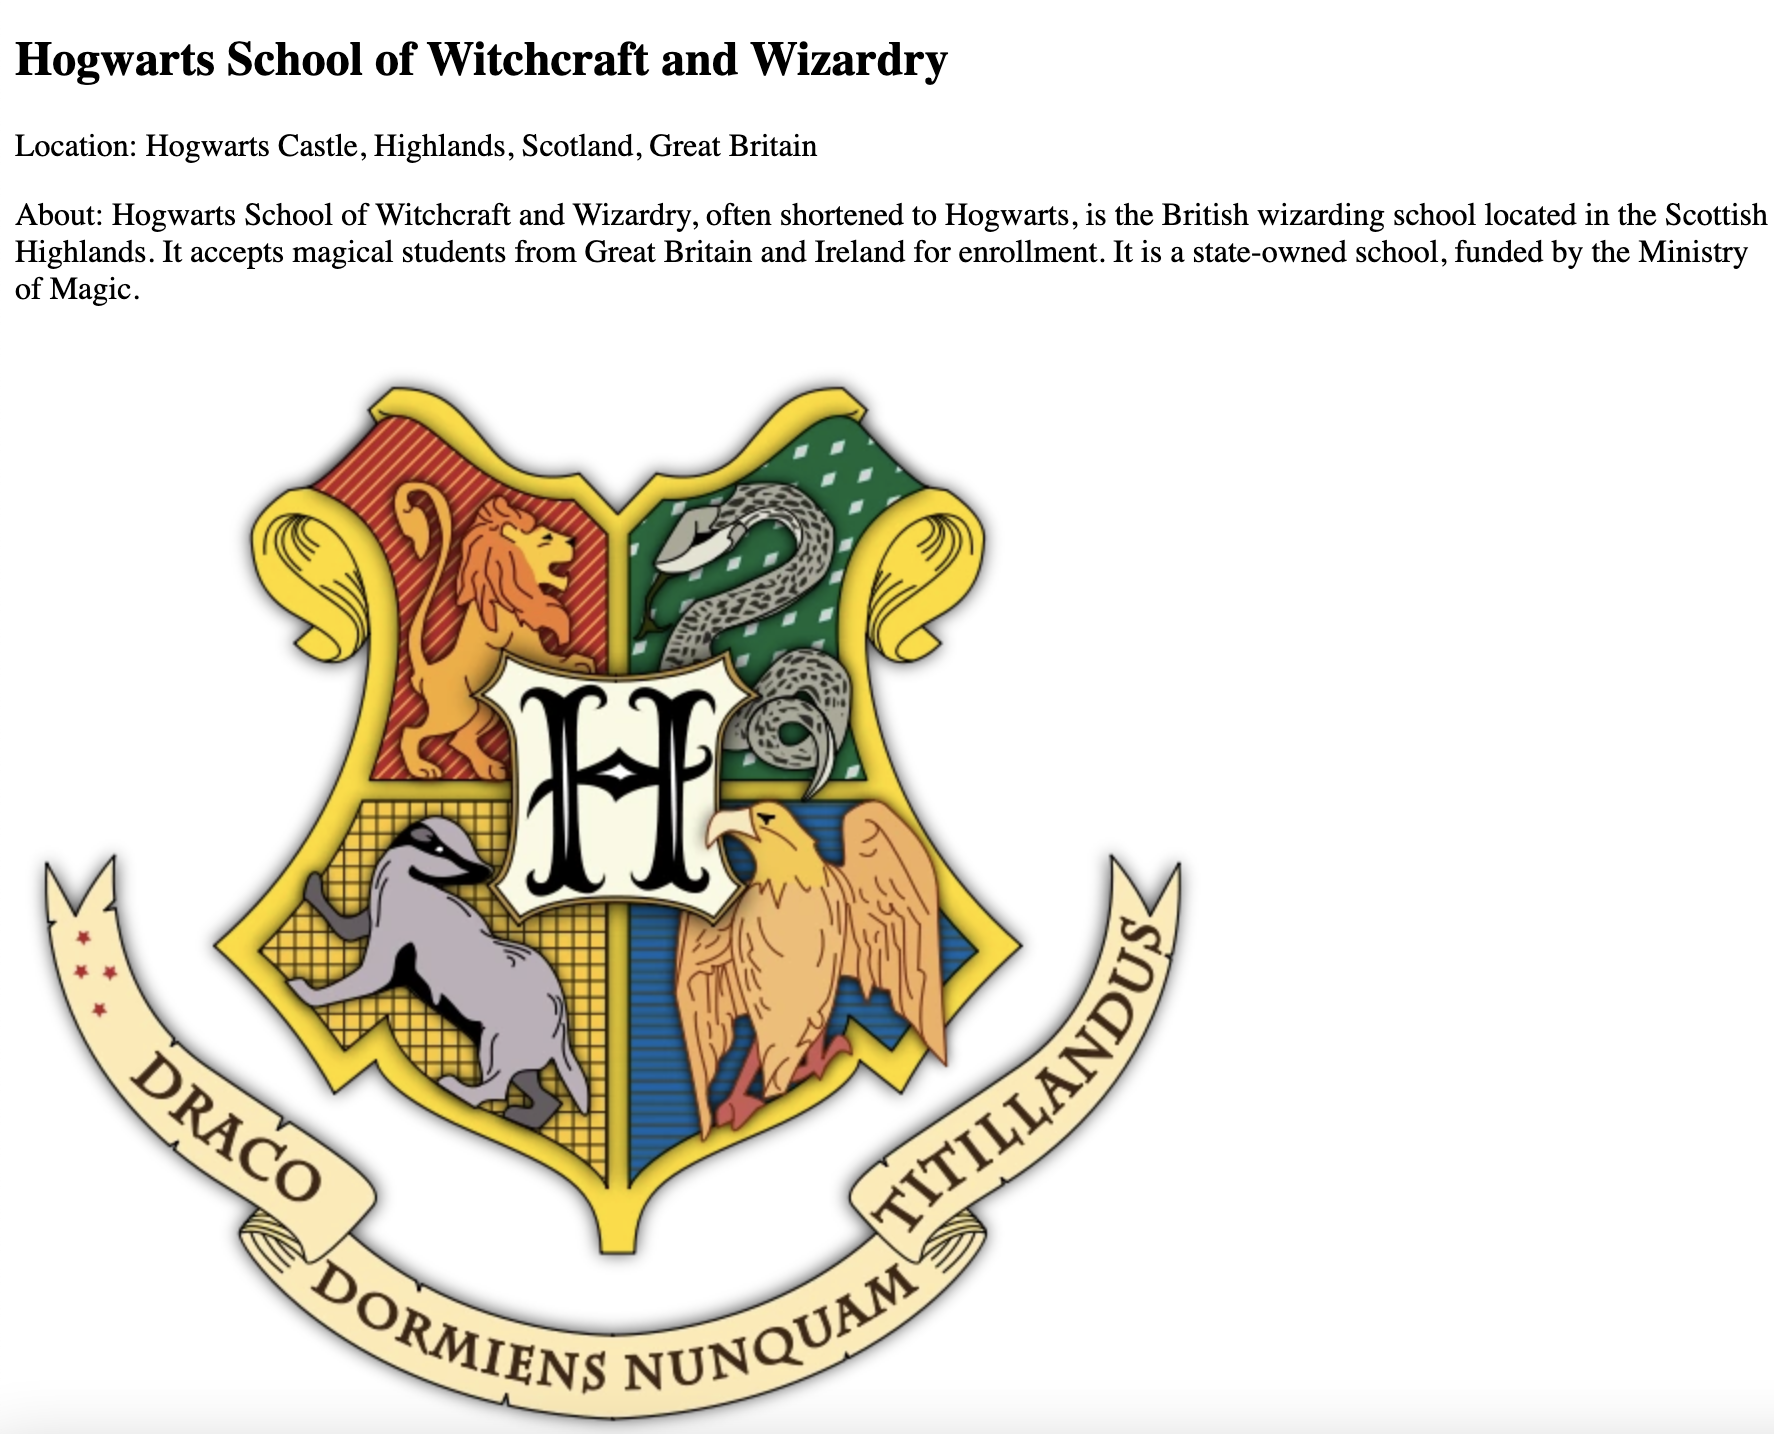 Hogwarts School of Witchcraft and Wizardry
Location: Hogwarts Castle, Highlands, Scotland, Great Britain
About: Hogwarts School of Witchcraft and Wizardry, often shortened to Hogwarts, is the British wizarding school located in the Scottish
Highlands. It accepts magical students from Great Britain and Ireland for enrollment. It is a state-owned school, funded by the Ministry
of Magic.
H
DRACO
DORMIENS NUNQUAM
TITILLANDUS